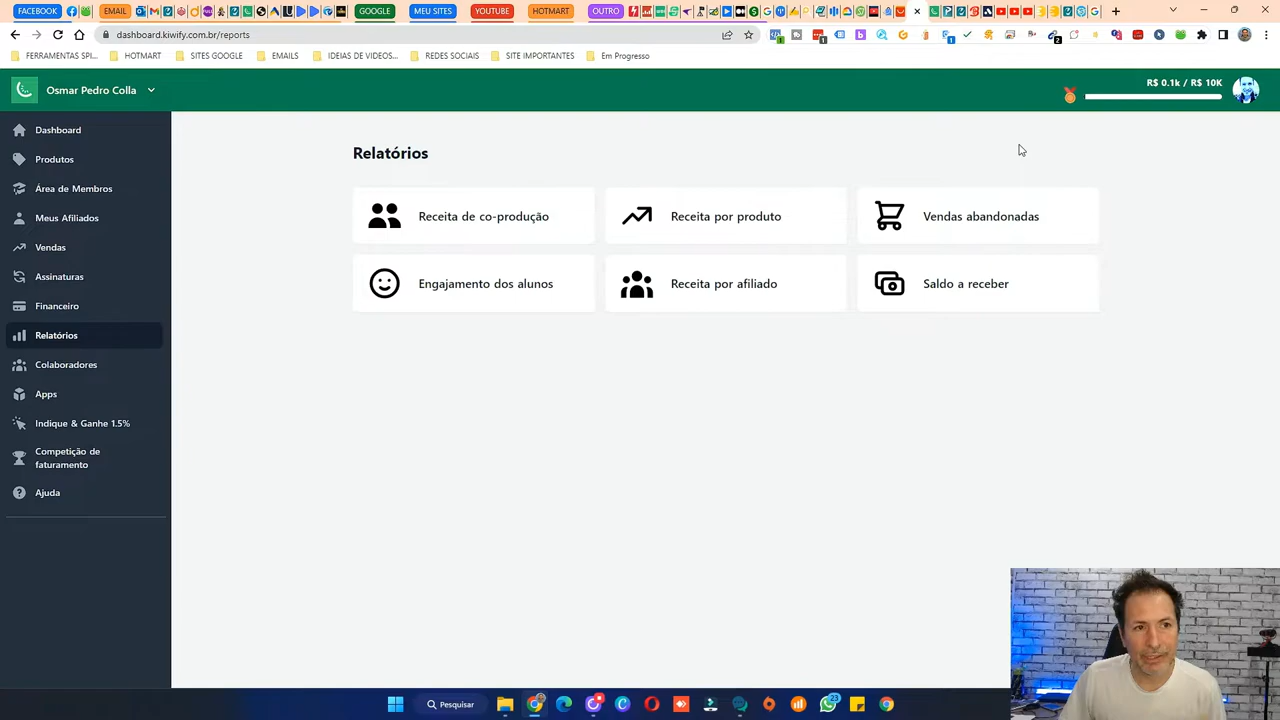 FACEBOOK
EMAIL
GOOGLE
MEU SITES
YOUTUBE
HOTMART
OUTRO
dashboard.kiwify.com.br/reports
FERRAMENTAS SPI...
HOTMART
SITES GOOGLE
EMAILS
IDEIAS DE VIDEOS...
REDES SOCIAIS
SITE IMPORTANTES
Em Progresso
Osmar Pedro Colla
R$ 0.1k / R$ 10K
Dashboard
Produtos
Área de Membros
Meus Afiliados
Vendas
Assinaturas
Financeiro
Relatórios
Colaboradores
Apps
Indique & Ganhe 1.5%
Competição de
faturamento
Ajuda
Relatórios
Receita de co-produção
Receita por produto
Vendas abandonadas
Engajamento dos alunos
Receita por afiliado
Saldo a receber
Pesquisar
23